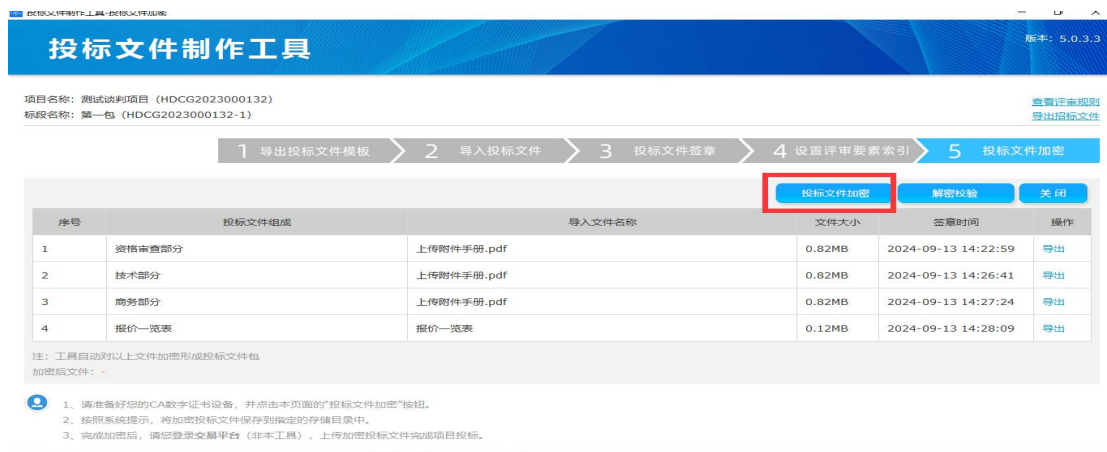 投标文件制作工具-投标文件加密
投标文件制作工具
版本：5.0.3.3
项目名称：测试谈判项目（HDCG2023000132）
查看评审规则
标段名称：第一包（HDCG2023000132-1）
导出招标文件
1 导出投标文件模板 2 导入投标文件 3 投标文件签章 4 设置评审要素索引 5 投标文件加密
投标文件加密 解密校验 关闭
序号 投标文件组成 导入文件名称 文件大小 签章时间 操作
1 资格审查部分 上传附件手册.pdf 0.82MB 2024-09-13 14:22:59 导出
2 技术部分 上传附件手册.pdf 0.82MB 2024-09-13 14:26:41 导出
3 商务部分 上传附件手册.pdf 0.82MB 2024-09-13 14:27:24 导出
4 报价一览表 报价一览表 0.12MB 2024-09-13 14:28:09 导出
注：工具自动对以上文件加密形成投标文件包
加密后文件：-
1、请准备好您的CA数字证书设备，并点击本页面的"投标文件加密"按钮。
2、按照系统提示，将加密投标文件保存到指定的存储目录中。
3、完成加密后，请您登录交易平台（非本工具），上传加密投标文件完成项目投标。